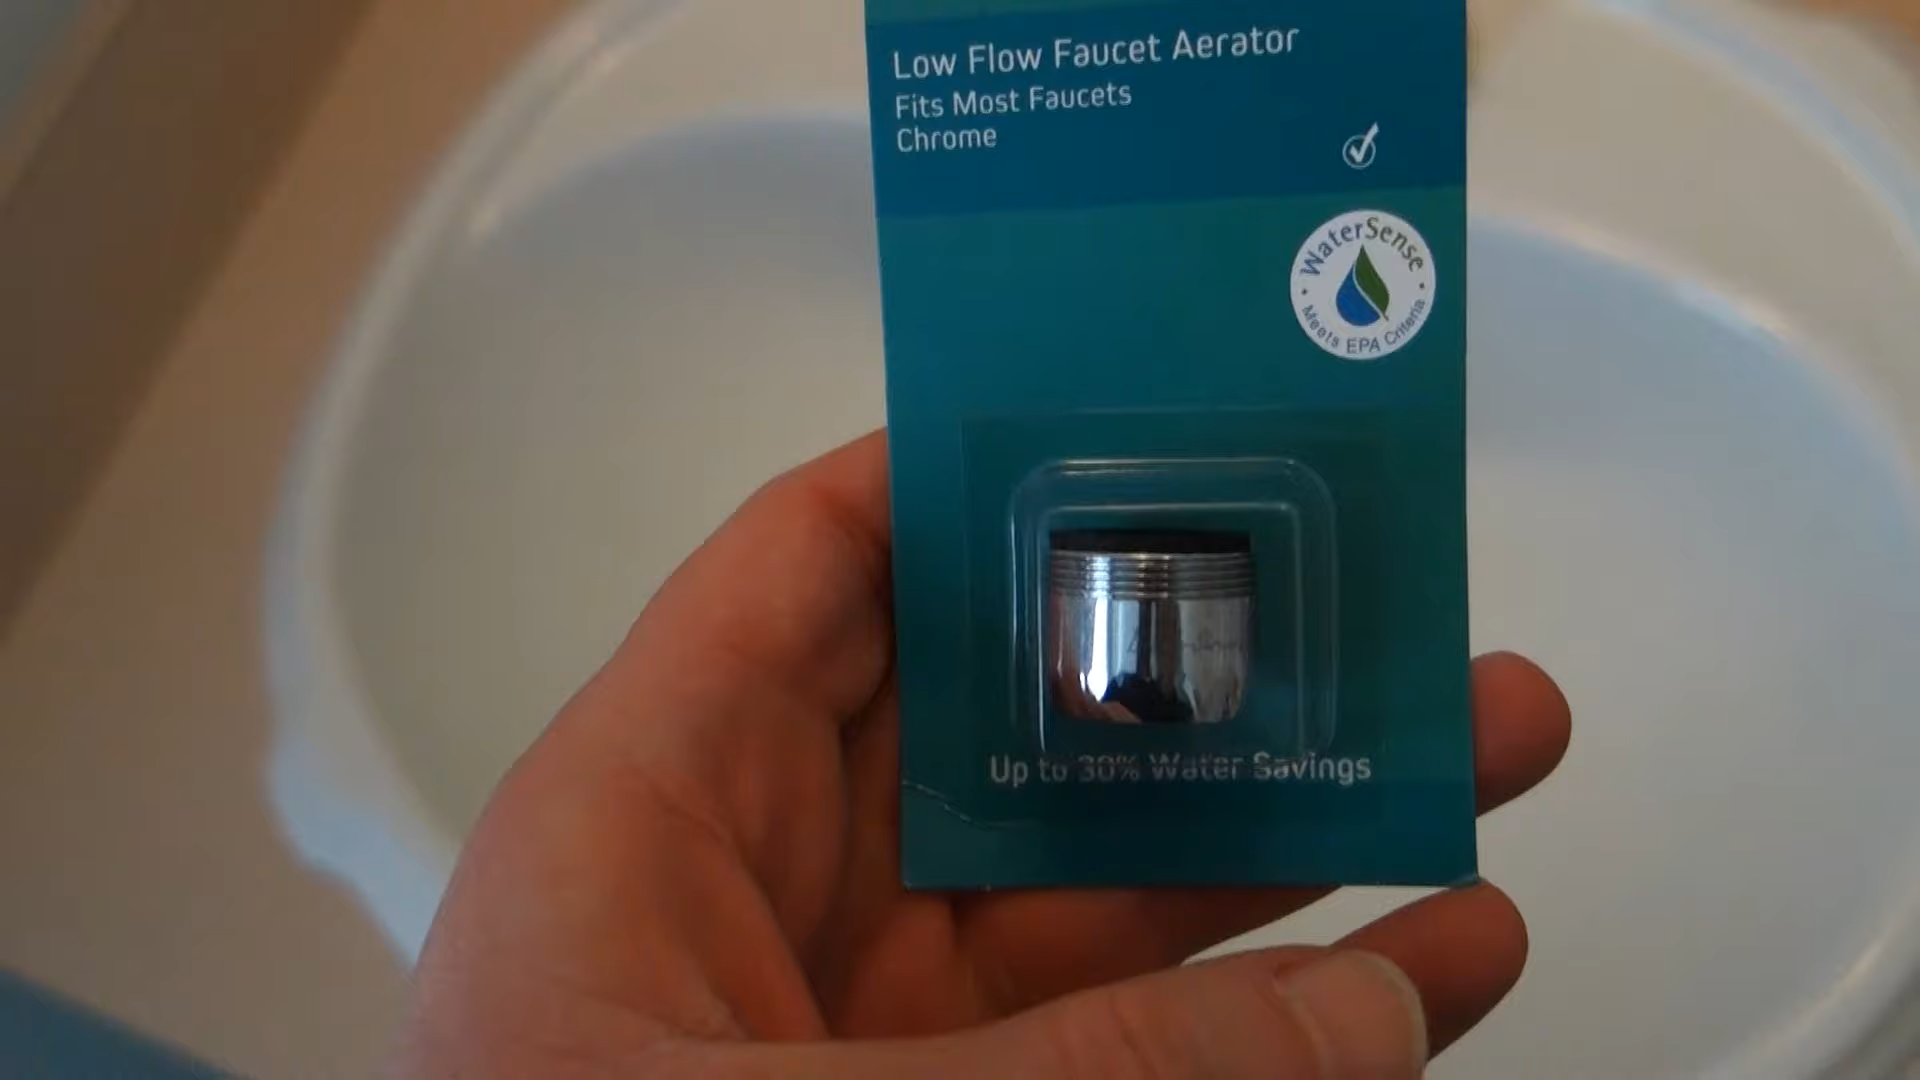 Low Flow Faucet Aerator
Fits Most Faucets
Chrome
WaterSense
Meets EPA Criteria
Up to 30% Water Savings